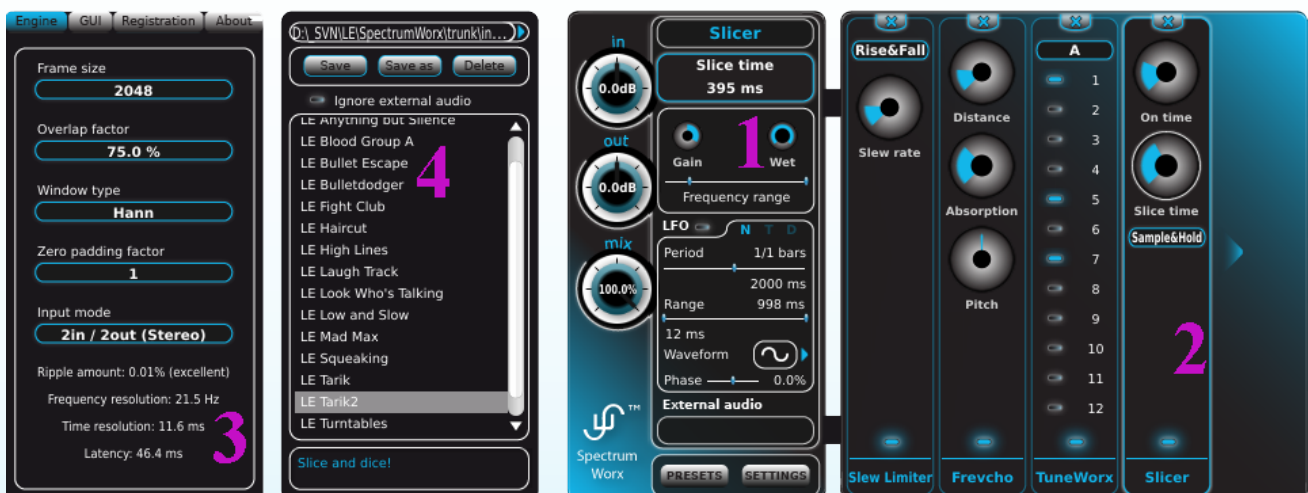 Engine GUI Registration About
Frame size
2048
Overlap factor
75.0 %
Window type
Hann
Zero padding factor
1
Input mode
2in / 2out (Stereo)
Ripple amount: 0.01% (excellent)
Frequency resolution: 21.5 Hz
Time resolution: 11.6 ms
Latency: 46.4 ms
3
D:\_SVN\LE\SpectrumWorx\trunk\in...
Save Save as Delete
Ignore external audio
LE Anything but Silence
LE Blood Group A
LE Bullet Escape
LE Bulletdodger
LE Fight Club
LE Haircut
LE High Lines
LE Laugh Track
LE Look Who's Talking
LE Low and Slow
LE Mad Max
LE Squeaking
LE Tarik
LE Tarik2
LE Turntables
4
Slice and dice!
in
0.0dB
out
0.0dB
mix
100.0%
Spectrum
Worx
TM
Slicer
Slice time
395 ms
Gain
1
Wet
Frequency range
LFO N T D
Period 1/1 bars
2000 ms
Range 998 ms
12 ms
Waveform
Phase 0.0%
External audio
PRESETS SETTINGS
Rise&Fall
Slew rate
Slew Limiter
Distance
Absorption
Pitch
Frevcho
A
1
2
3
4
5
6
7
8
9
10
11
12
TuneWorx
On time
Slice time
Sample&Hold
2
Slicer